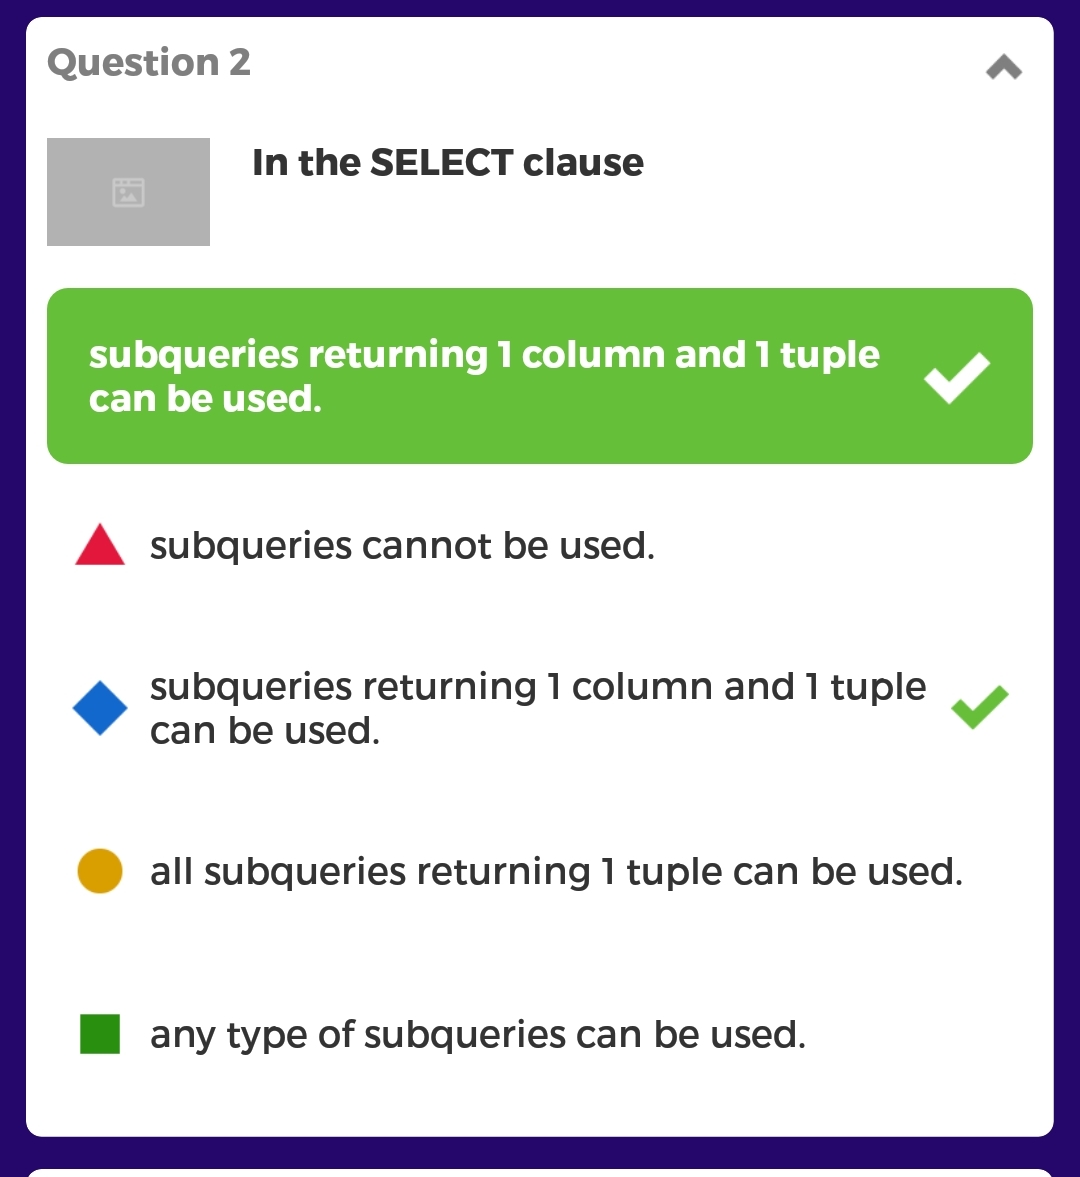 Question 2
In the SELECT clause
subqueries returning 1 column and 1 tuple
can be used.
subqueries cannot be used.
subqueries returning 1 column and 1 tuple
can be used.
all subqueries returning 1 tuple can be used.
any type of subqueries can be used.